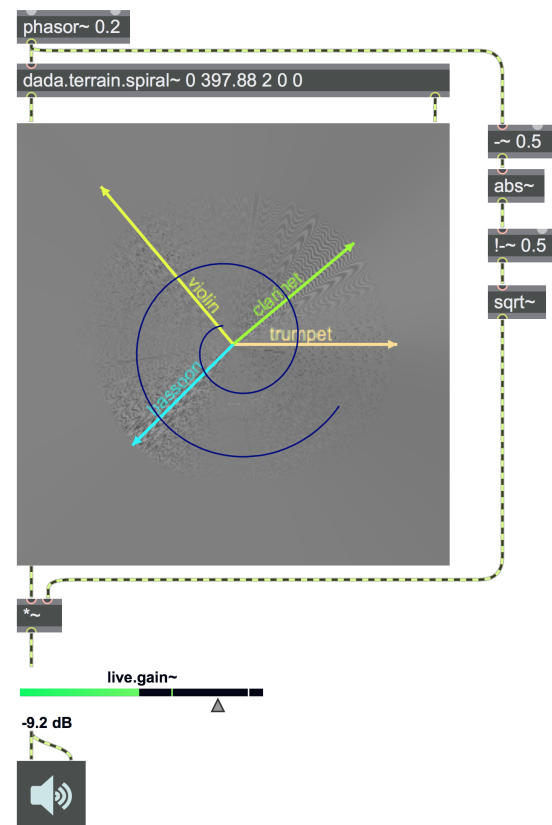 phasor~ 0.2
dada.terrain.spiral~ 0 397.88 2 0 0
-~ 0.5
abs~
!-~ 0.5
sqrt~
violin
clarinet
trumpet
bassoon
*~
live.gain~
-9.2 dB